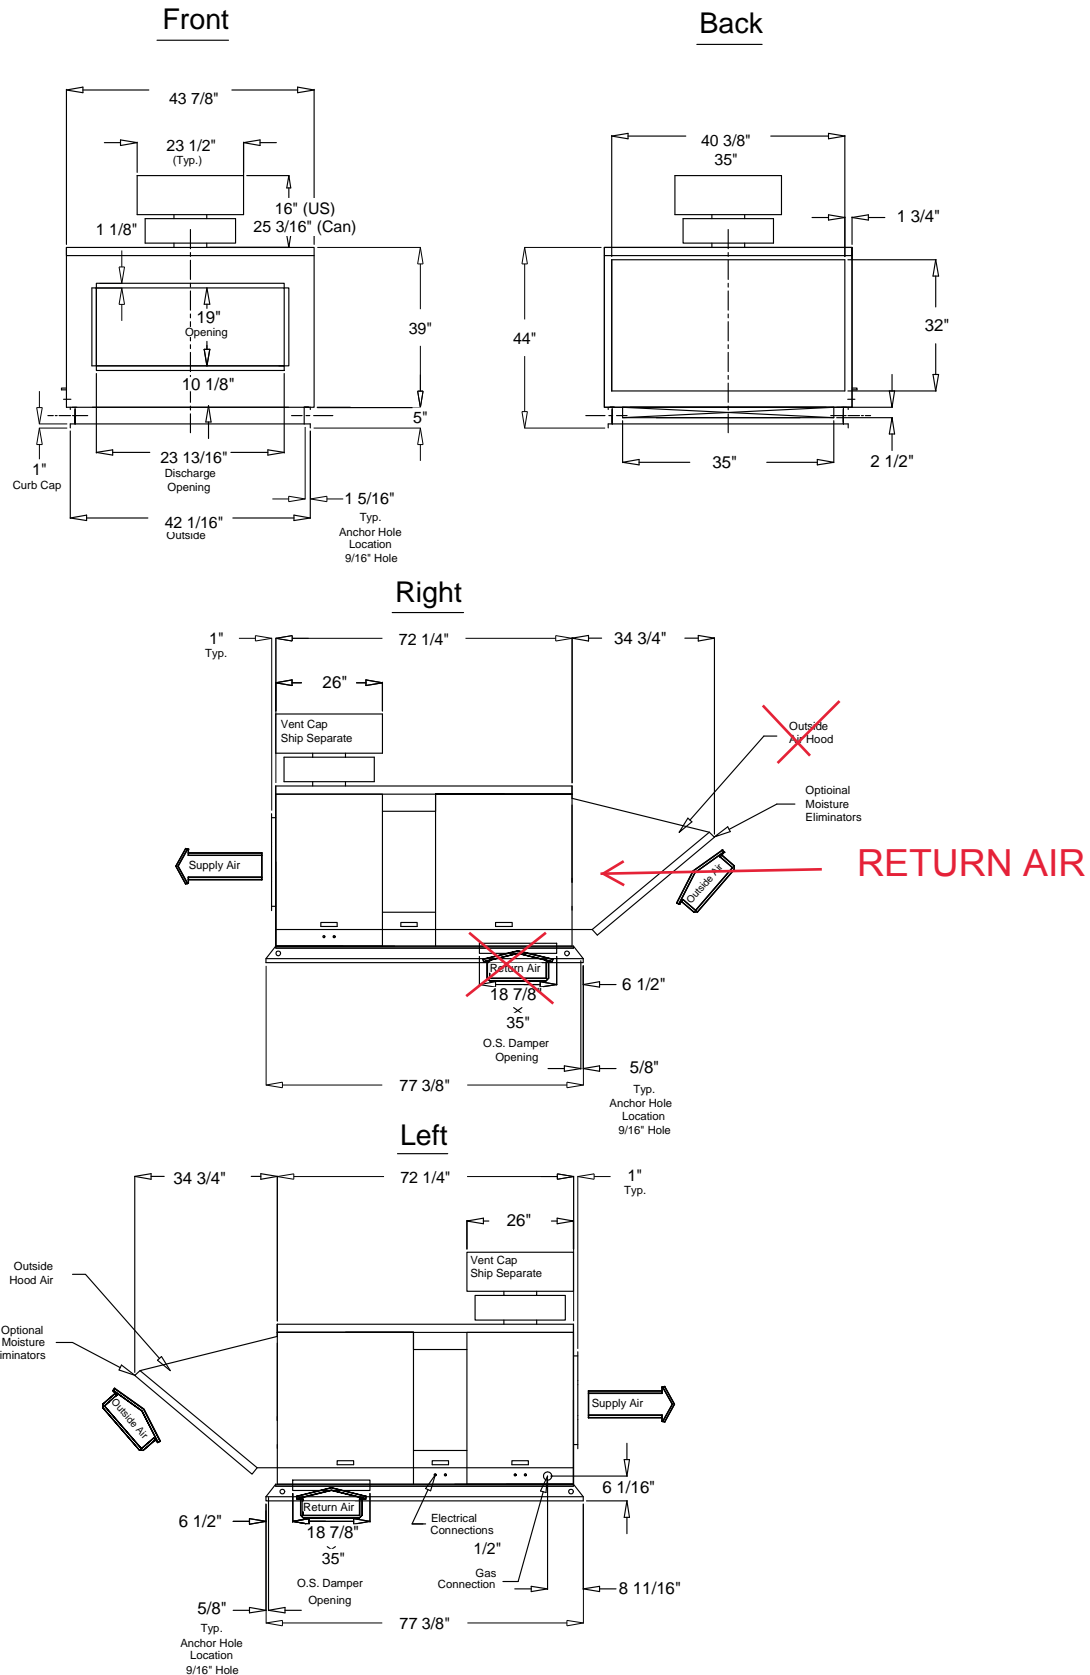 Front
Back
43 7/8"
23 1/2"
(Typ.)
16" (US)
25 3/16" (Can)
1 1/8"
19"
Opening
39"
10 1/8"
5"
23 13/16"
Discharge
Opening
1"
Curb Cap
42 1/16"
Outside
1 5/16"
Typ.
Anchor Hole
Location
9/16" Hole
40 3/8"
35"
1 3/4"
44"
32"
35"
2 1/2"
Right
1"
Typ.
72 1/4"
34 3/4"
26"
Vent Cap
Ship Separate
Outside
Air Hood
Optioinal
Moisture
Eliminators
Supply Air
Outside Air
RETURN AIR
Return Air
18 7/8"
x
35"
O.S. Damper
Opening
6 1/2"
5/8"
Typ.
Anchor Hole
Location
9/16" Hole
77 3/8"
Left
34 3/4"
72 1/4"
1"
Typ.
26"
Vent Cap
Ship Separate
Outside
Hood Air
Optional
Moisture
iminators
Outside Air
Supply Air
Return Air
6 1/2"
18 7/8"
x
35"
O.S. Damper
Opening
Electrical
Connections
1/2"
Gas
Connection
6 1/16"
8 11/16"
5/8"
Typ.
Anchor Hole
Location
9/16" Hole
77 3/8"